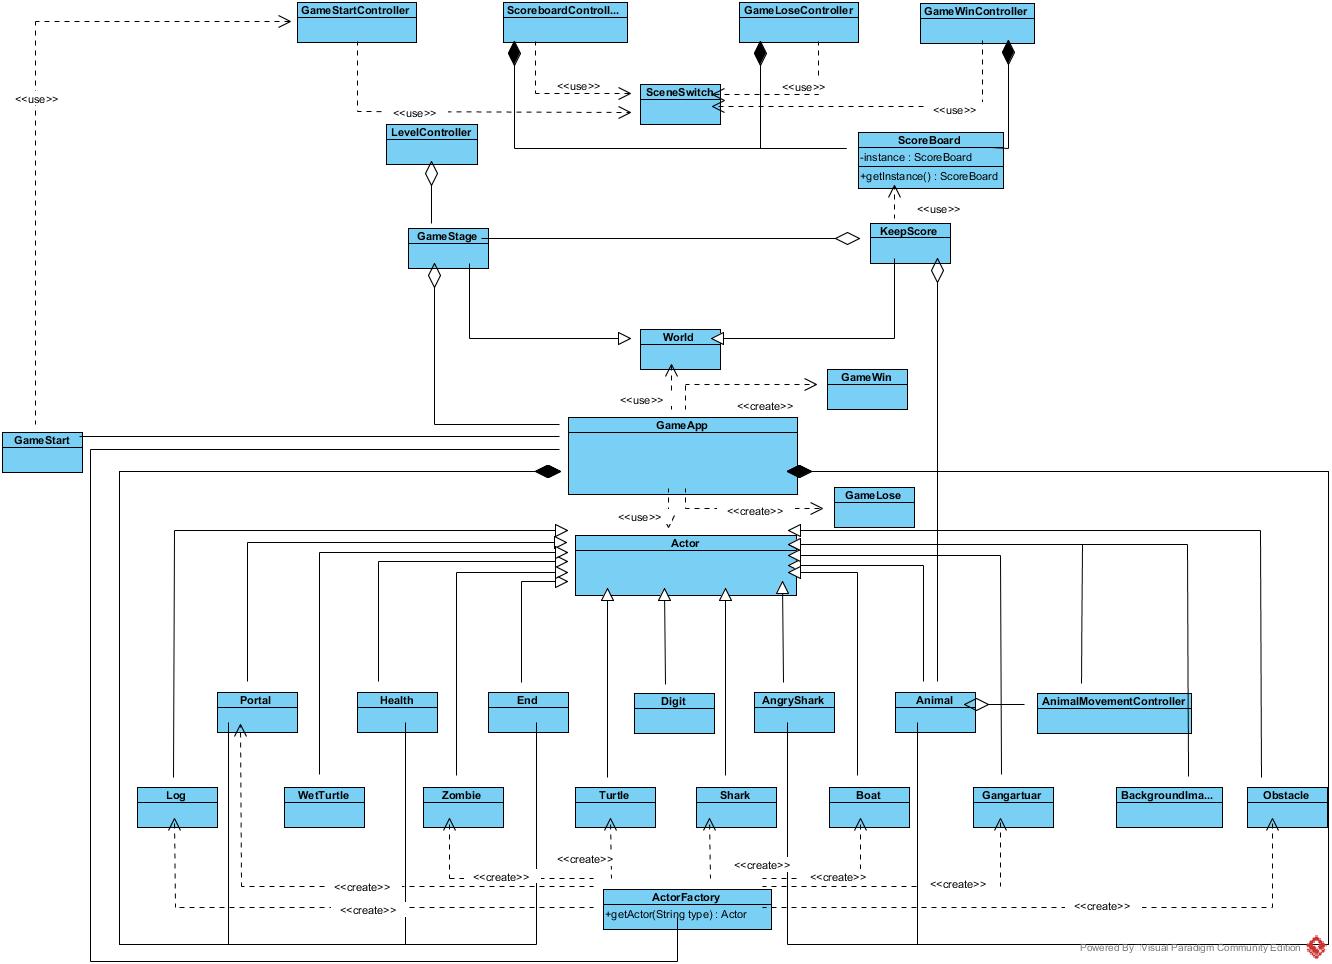 GameStartController
ScoreboardControll...
GameLoseController
GameWinController
<<use>>
<<use>>
<<use>>
SceneSwitch
<<use>>
<<use>>
LevelController
ScoreBoard
-instance : ScoreBoard
+getInstance() : ScoreBoard
<<use>>
GameStage
KeepScore
World
GameWin
<<use>>
<<create>>
GameApp
GameStart
GameLose
<<use>>
<<create>>
Actor
Portal
Health
End
Digit
AngryShark
Animal
AnimalMovementController
Log
WetTurtle
Zombie
Turtle
Shark
Boat
Gangartuar
BackgroundIma...
Obstacle
<<create>>
<<create>>
<<create>>
<<create>>
<<create>>
<<create>>
<<create>>
<<create>>
ActorFactory
+getActor(String type) : Actor
Powered By Visual Paradigm Community Edition